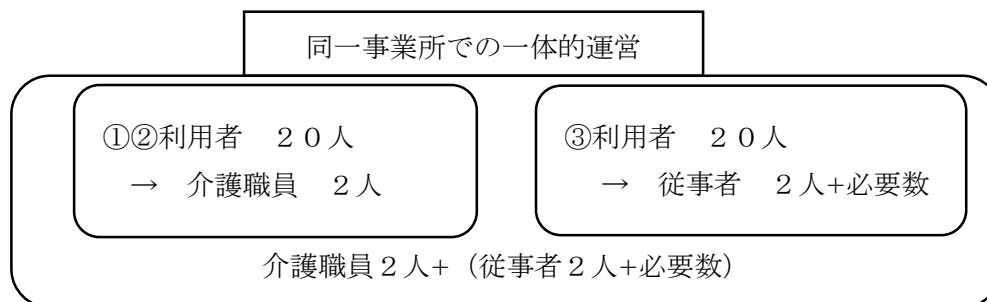 同一事業所での一体的運営
①②利用者　２０人
→　介護職員　２人
③利用者　２０人
→　従事者　２人+必要数
介護職員２人+（従事者２人+必要数）